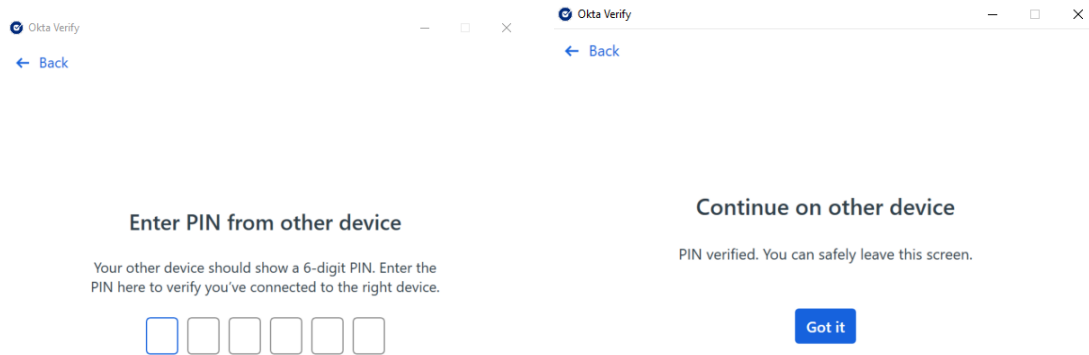 Okta Verify
Back
Enter PIN from other device
Your other device should show a 6-digit PIN. Enter the
PIN here to verify you've connected to the right device.
Okta Verify
Back
Continue on other device
PIN verified. You can safely leave this screen.
Got it